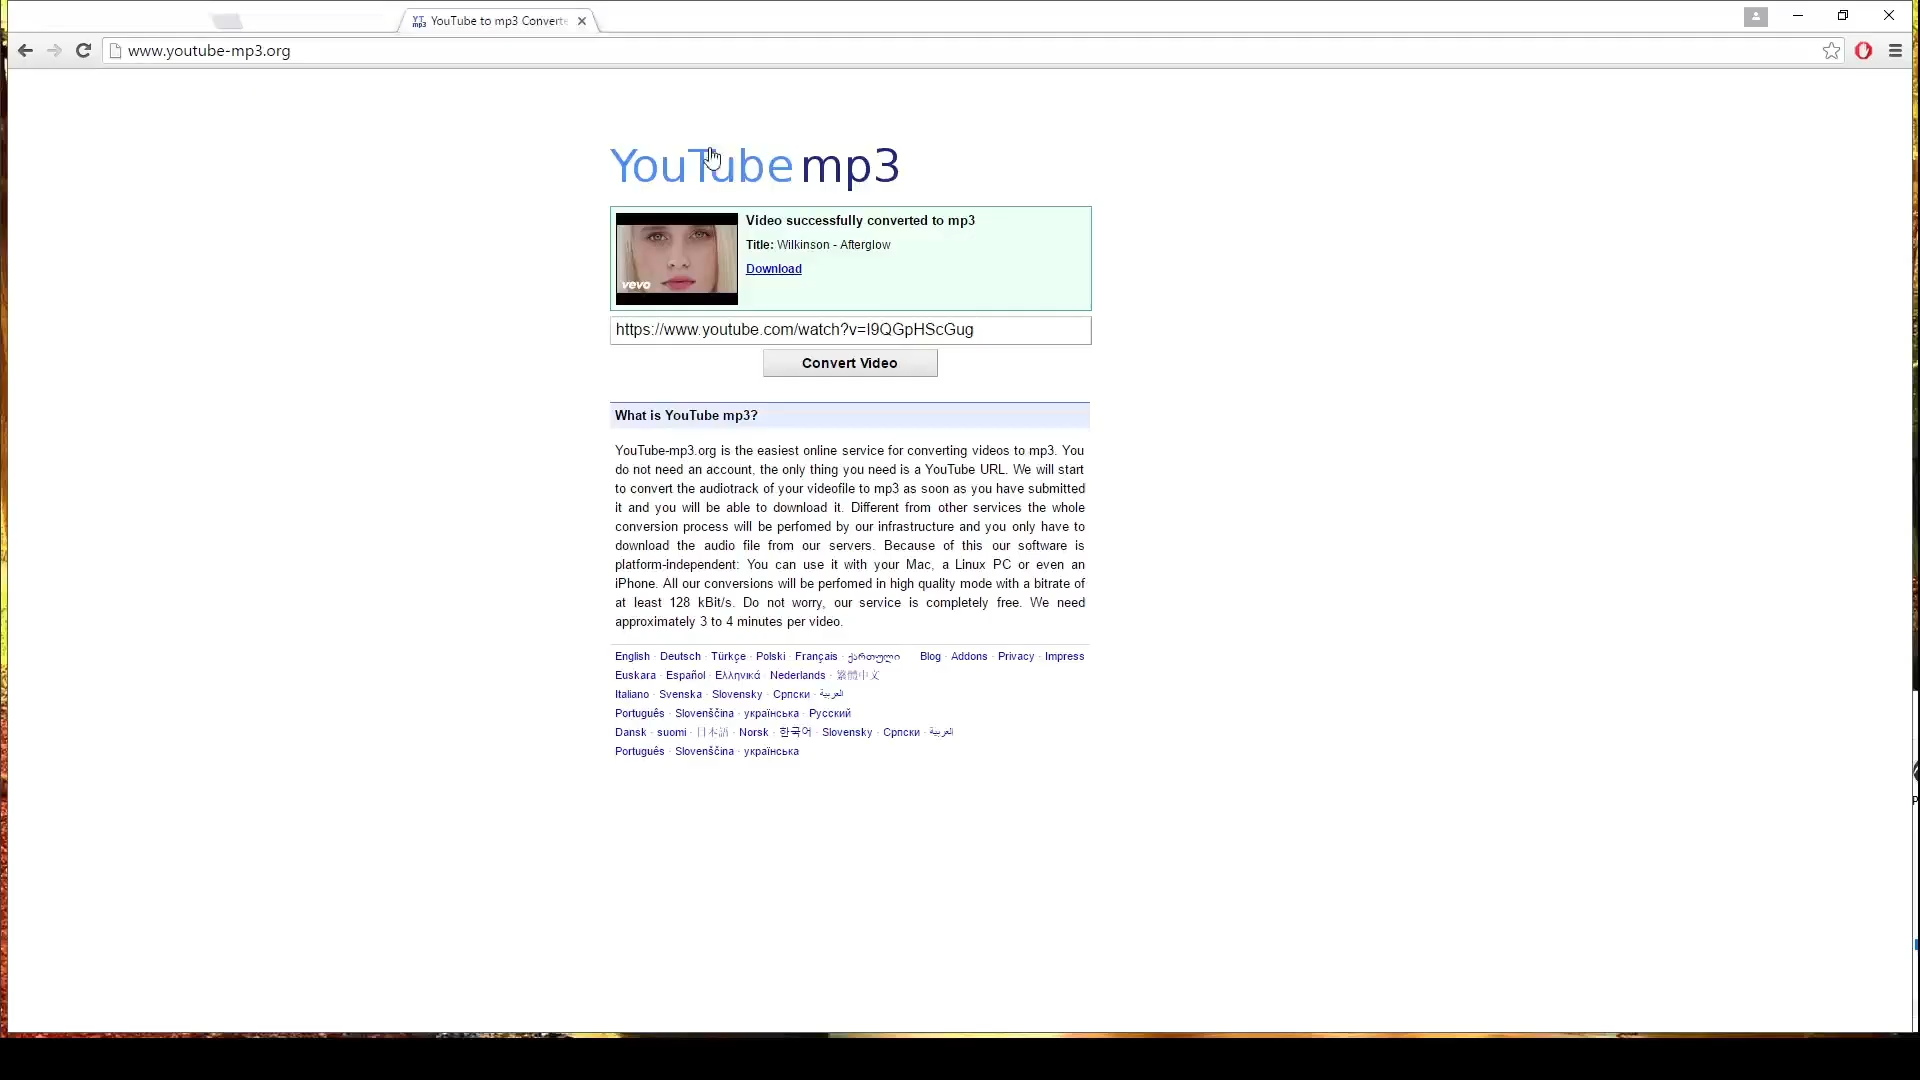 YouTube to mp3 Converte
www.youtube-mp3.org
YouTube mp3
Video successfully converted to mp3
Title: Wilkinson - Afterglow
Download
vevo
https://www.youtube.com/watch?v=I9QGpHScGug
Convert Video
What is YouTube mp3?
YouTube-mp3.org is the easiest online service for converting videos to mp3. You
do not need an account, the only thing you need is a YouTube URL. We will start
to convert the audiotrack of your videofile to mp3 as soon as you have submitted
it and you will be able to download it. Different from other services the whole
conversion process will be perfomed by our infrastructure and you only have to
download the audio file from our servers. Because of this our software is
platform-independent: You can use it with your Mac, a Linux PC or even an
iPhone. All our conversions will be perfomed in high quality mode with a bitrate of
at least 128 kBit/s. Do not worry, our service is completely free. We need
approximately 3 to 4 minutes per video.
English · Deutsch · Türkçe · Polski · Français · ქართული Blog · Addons · Privacy · Impress
Euskara · Español · Ελληνικά · Nederlands · 繁體中文
Italiano · Svenska · Slovensky · Српски · العربية
Português · Slovenščina · українська · Русский
Dansk · suomi · 日本語 · Norsk · 한국어 · Slovensky · Српски · العربية
Português · Slovenščina · українська